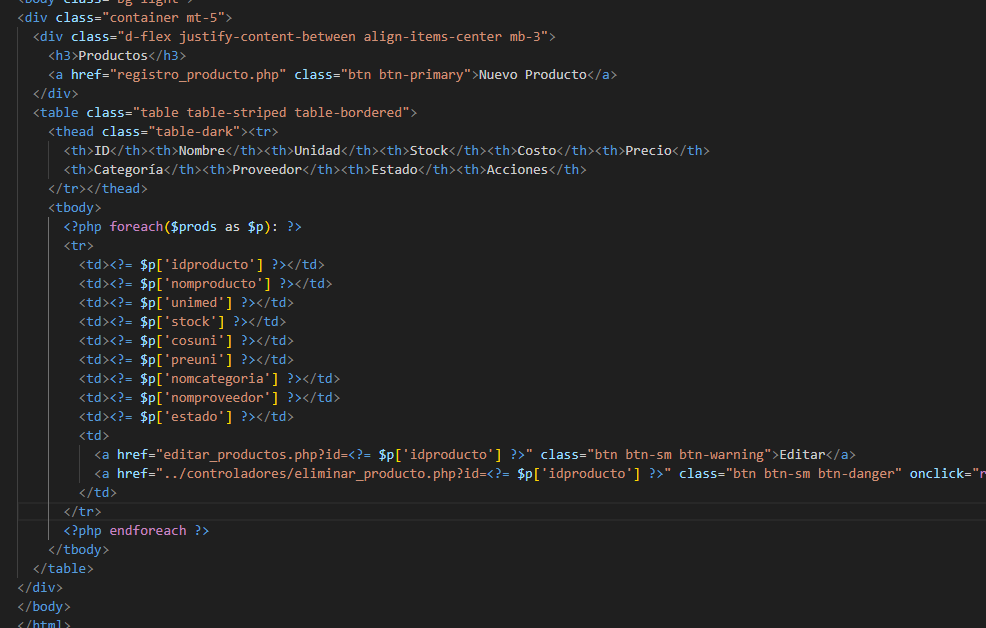 <body class="bg-light">
<div class="container mt-5">
<div class="d-flex justify-content-between align-items-center mb-3">
<h3>Productos</h3>
<a href="registro_producto.php" class="btn btn-primary">Nuevo Producto</a>
</div>
<table class="table table-striped table-bordered">
<thead class="table-dark"><tr>
<th>ID</th><th>Nombre</th><th>Unidad</th><th>Stock</th><th>Costo</th><th>Precio</th>
<th>Categoría</th><th>Proveedor</th><th>Estado</th><th>Acciones</th>
</tr></thead>
<tbody>
<?php foreach($prods as $p): ?>
<tr>
<td><?= $p['idproducto'] ?></td>
<td><?= $p['nomproducto'] ?></td>
<td><?= $p['unimed'] ?></td>
<td><?= $p['stock'] ?></td>
<td><?= $p['cosuni'] ?></td>
<td><?= $p['preuni'] ?></td>
<td><?= $p['nomcategoria'] ?></td>
<td><?= $p['nomproveedor'] ?></td>
<td><?= $p['estado'] ?></td>
<td>
<a href="editar_productos.php?id=<?= $p['idproducto'] ?>" class="btn btn-sm btn-warning">Editar</a>
<a href="../controladores/eliminar_producto.php?id=<?= $p['idproducto'] ?>" class="btn btn-sm btn-danger" onclick="r
</td>
</tr>
<?php endforeach ?>
</tbody>
</table>
</div>
</body>
</html>